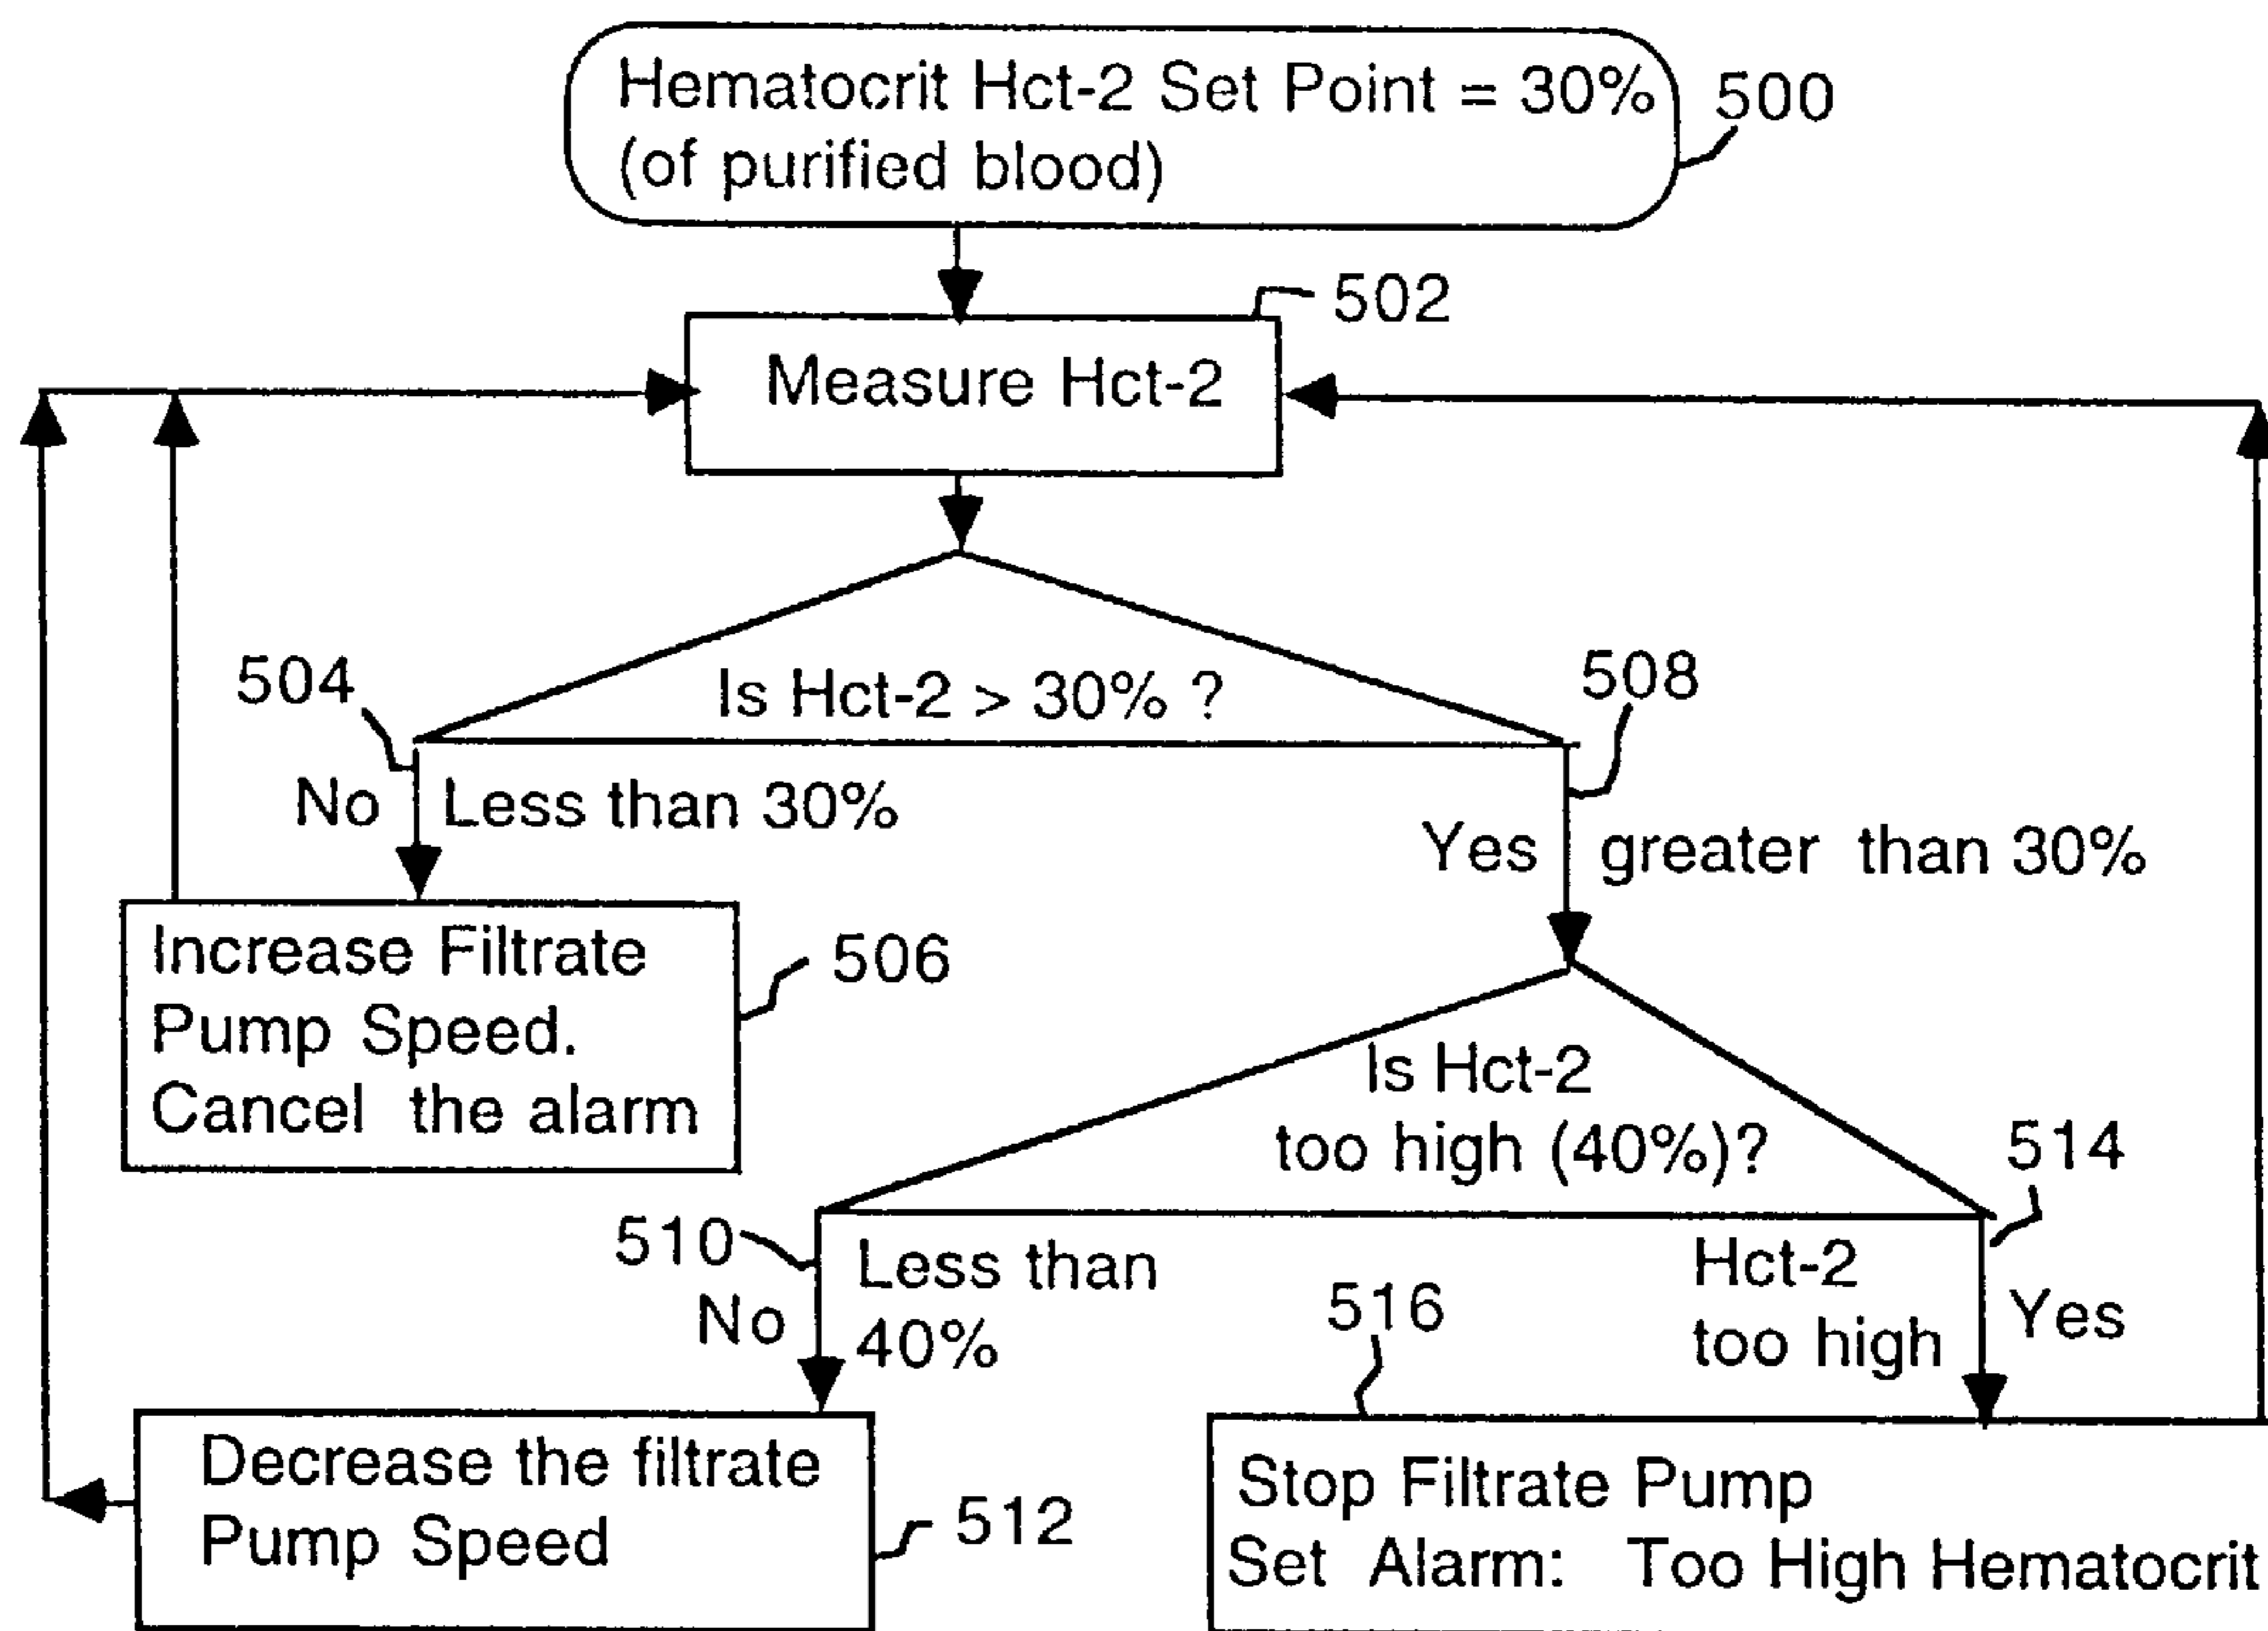 Hematocrit Hct-2 Set Point = 30%
(of purified blood)
500
502
Measure Hct-2
504
Is Hct-2 > 30% ?
508
No Less than 30%
Yes greater than 30%
Increase Filtrate
Pump Speed.
Cancel the alarm
506
Is Hct-2
too high (40%)?
514
510
Less than
40%
No
Hct-2
too high
Yes
516
Decrease the filtrate
Pump Speed
512
Stop Filtrate Pump
Set Alarm: Too High Hematocrit